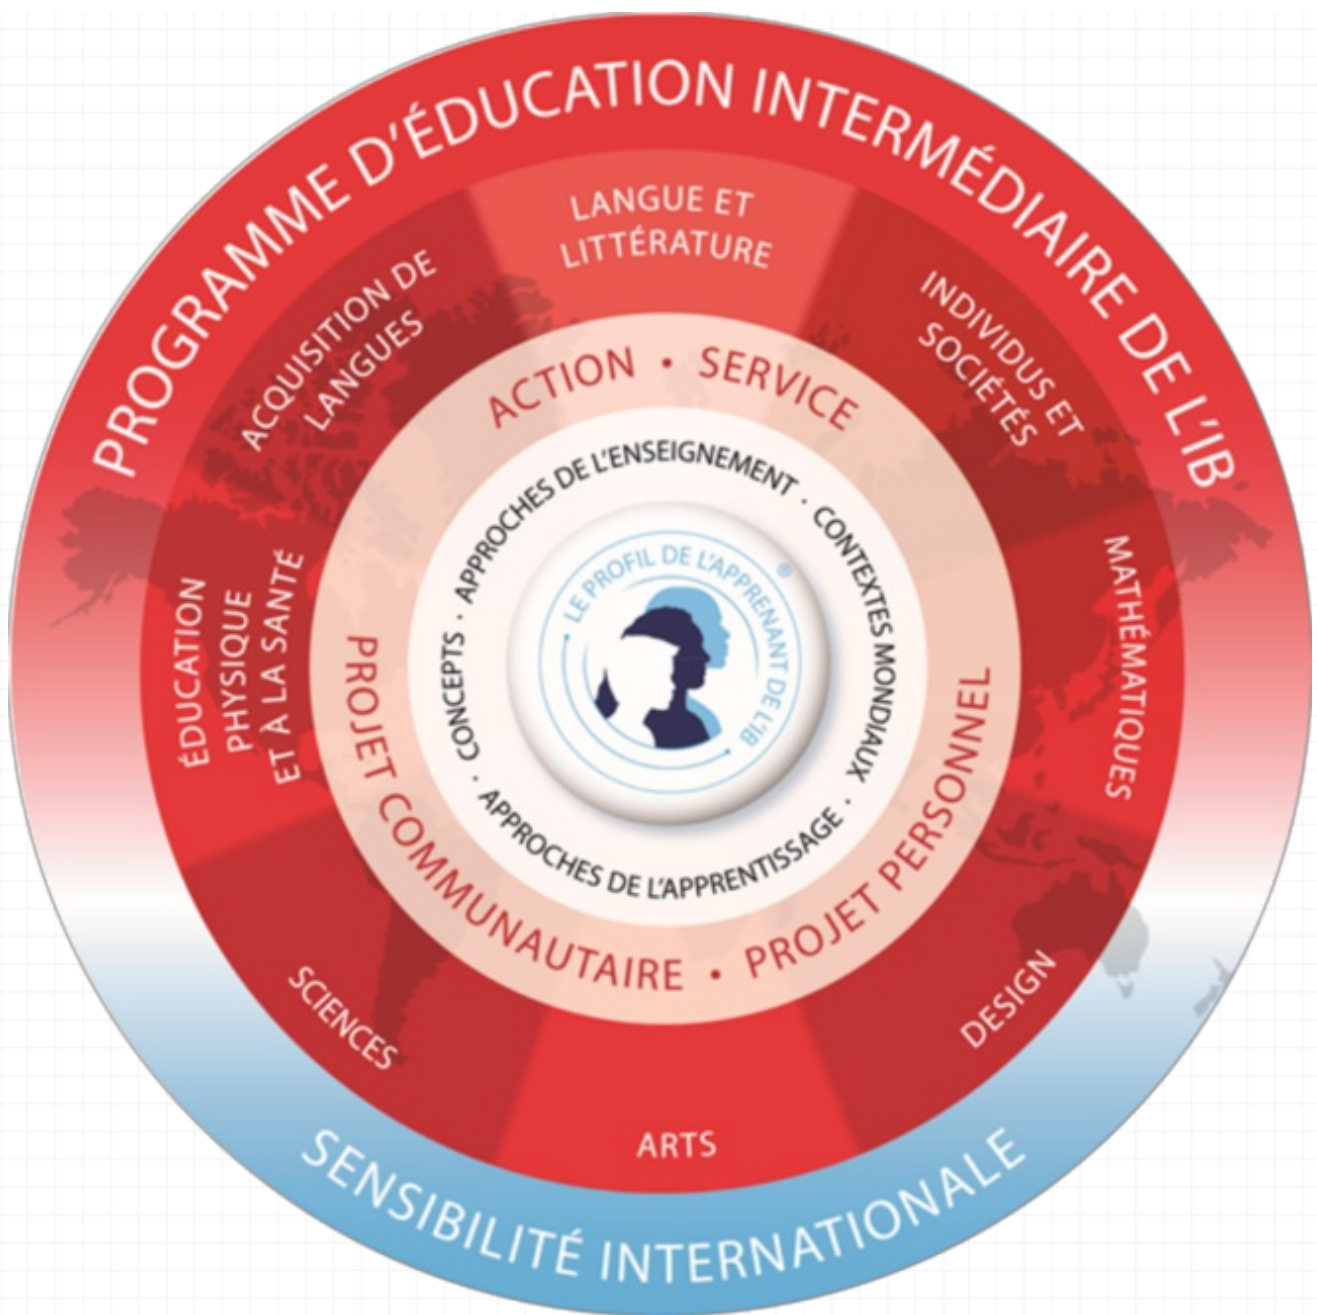 PROGRAMME D'ÉDUCATION INTERMÉDIAIRE DE L'IB
LANGUE ET
LITTÉRATURE
INDIVIDUS ET
SOCIÉTÉS
MATHÉMATIQUES
DESIGN
ARTS
SCIENCES
ÉDUCATION
PHYSIQUE
ET À LA SANTÉ
ACQUISITION DE
LANGUES
ACTION • SERVICE
PROJET COMMUNAUTAIRE • PROJET PERSONNEL
APPROCHES DE L'ENSEIGNEMENT · CONTEXTES MONDIAUX ·
APPROCHES DE L'APPRENTISSAGE ·
CONCEPTS ·
LE PROFIL DE L'APPRENANT DE L'IB
®
SENSIBILITÉ INTERNATIONALE